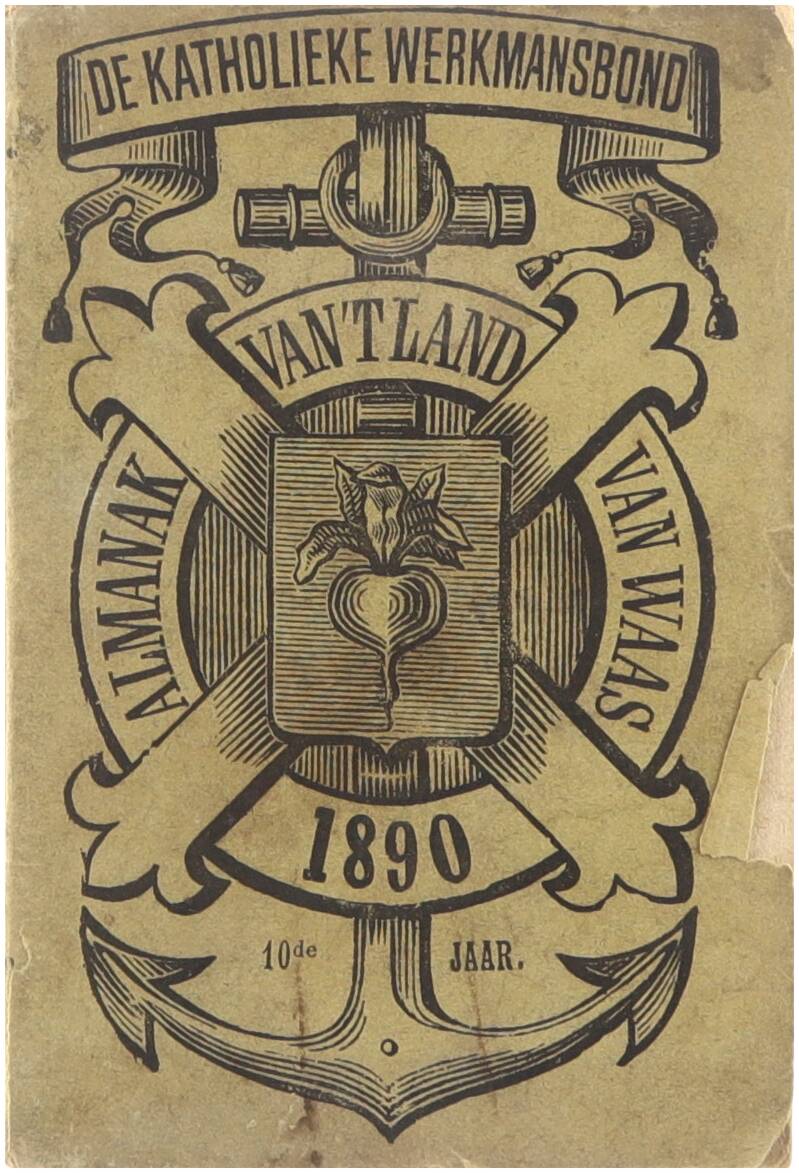 DE KATHOLIEKE WERKMANSBOND
ALMANAK
VAN'T LAND
VAN WAAS
1890
10de JAAR.